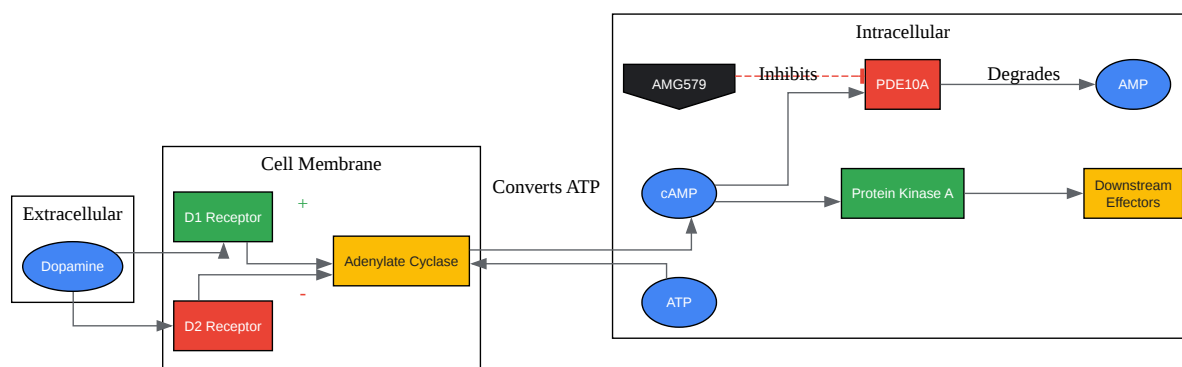 Intracellular
AMG579
Inhibits
PDE10A
Degrades
AMP
Cell Membrane
Converts ATP
cAMP
Protein Kinase A
Downstream
Effectors
Extracellular
D1 Receptor
+
Dopamine
Adenylate Cyclase
-
D2 Receptor
ATP